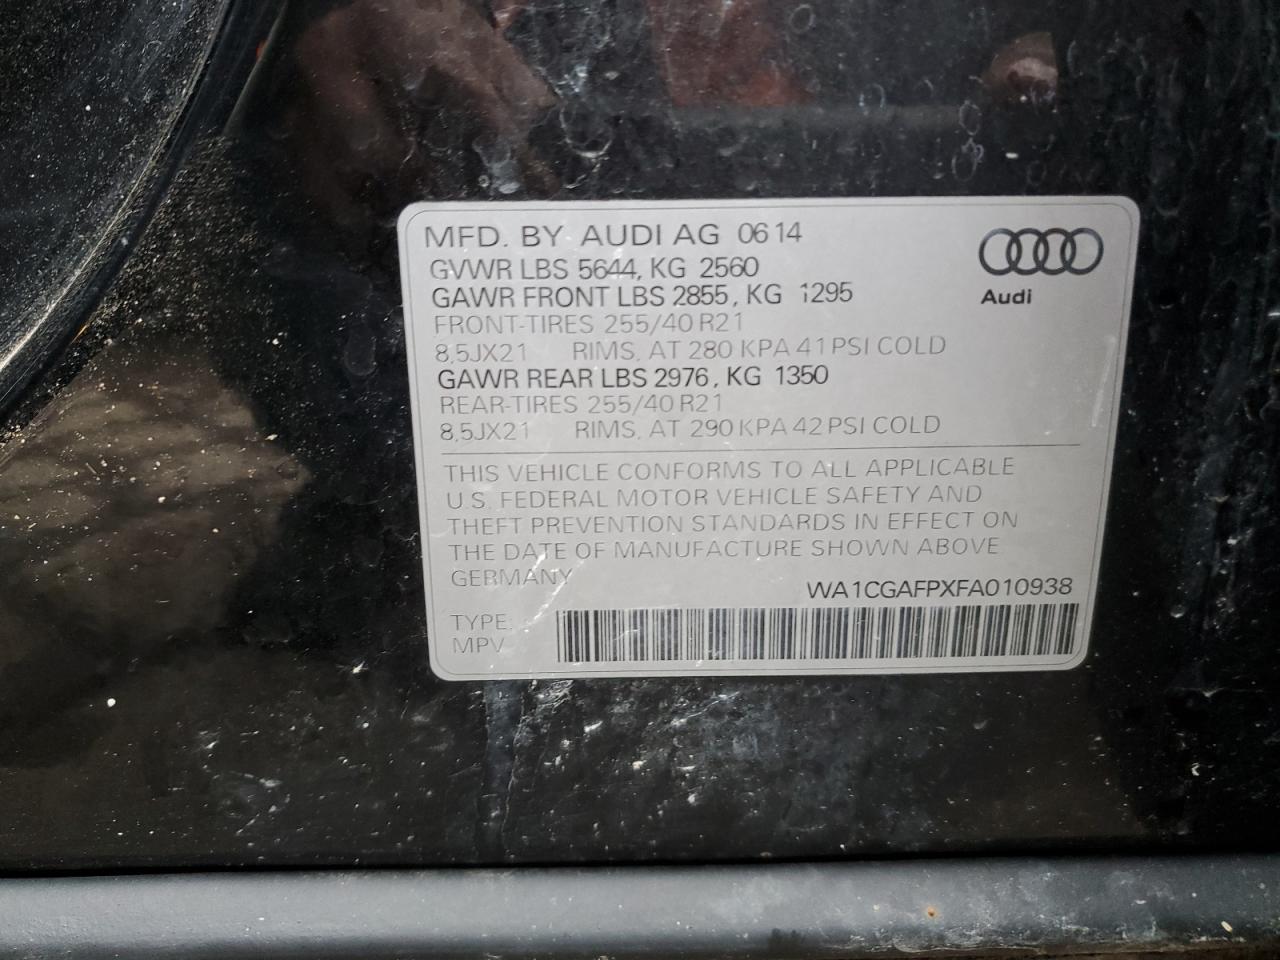 MFD. BY AUDI AG 06 14
GVWR LBS 5644, KG 2560
GAWR FRONT LBS 2855, KG 1295
FRONT-TIRES 255/40 R21
8,5JX21 RIMS, AT 280 KPA 41 PSI COLD
GAWR REAR LBS 2976, KG 1350
REAR-TIRES 255/40 R21
8,5JX21 RIMS, AT 290 KPA 42 PSI COLD
Audi
THIS VEHICLE CONFORMS TO ALL APPLICABLE
U.S. FEDERAL MOTOR VEHICLE SAFETY AND
THEFT PREVENTION STANDARDS IN EFFECT ON
THE DATE OF MANUFACTURE SHOWN ABOVE
GERMANY
WA1CGAFPXFA010938
TYPE:
MPV